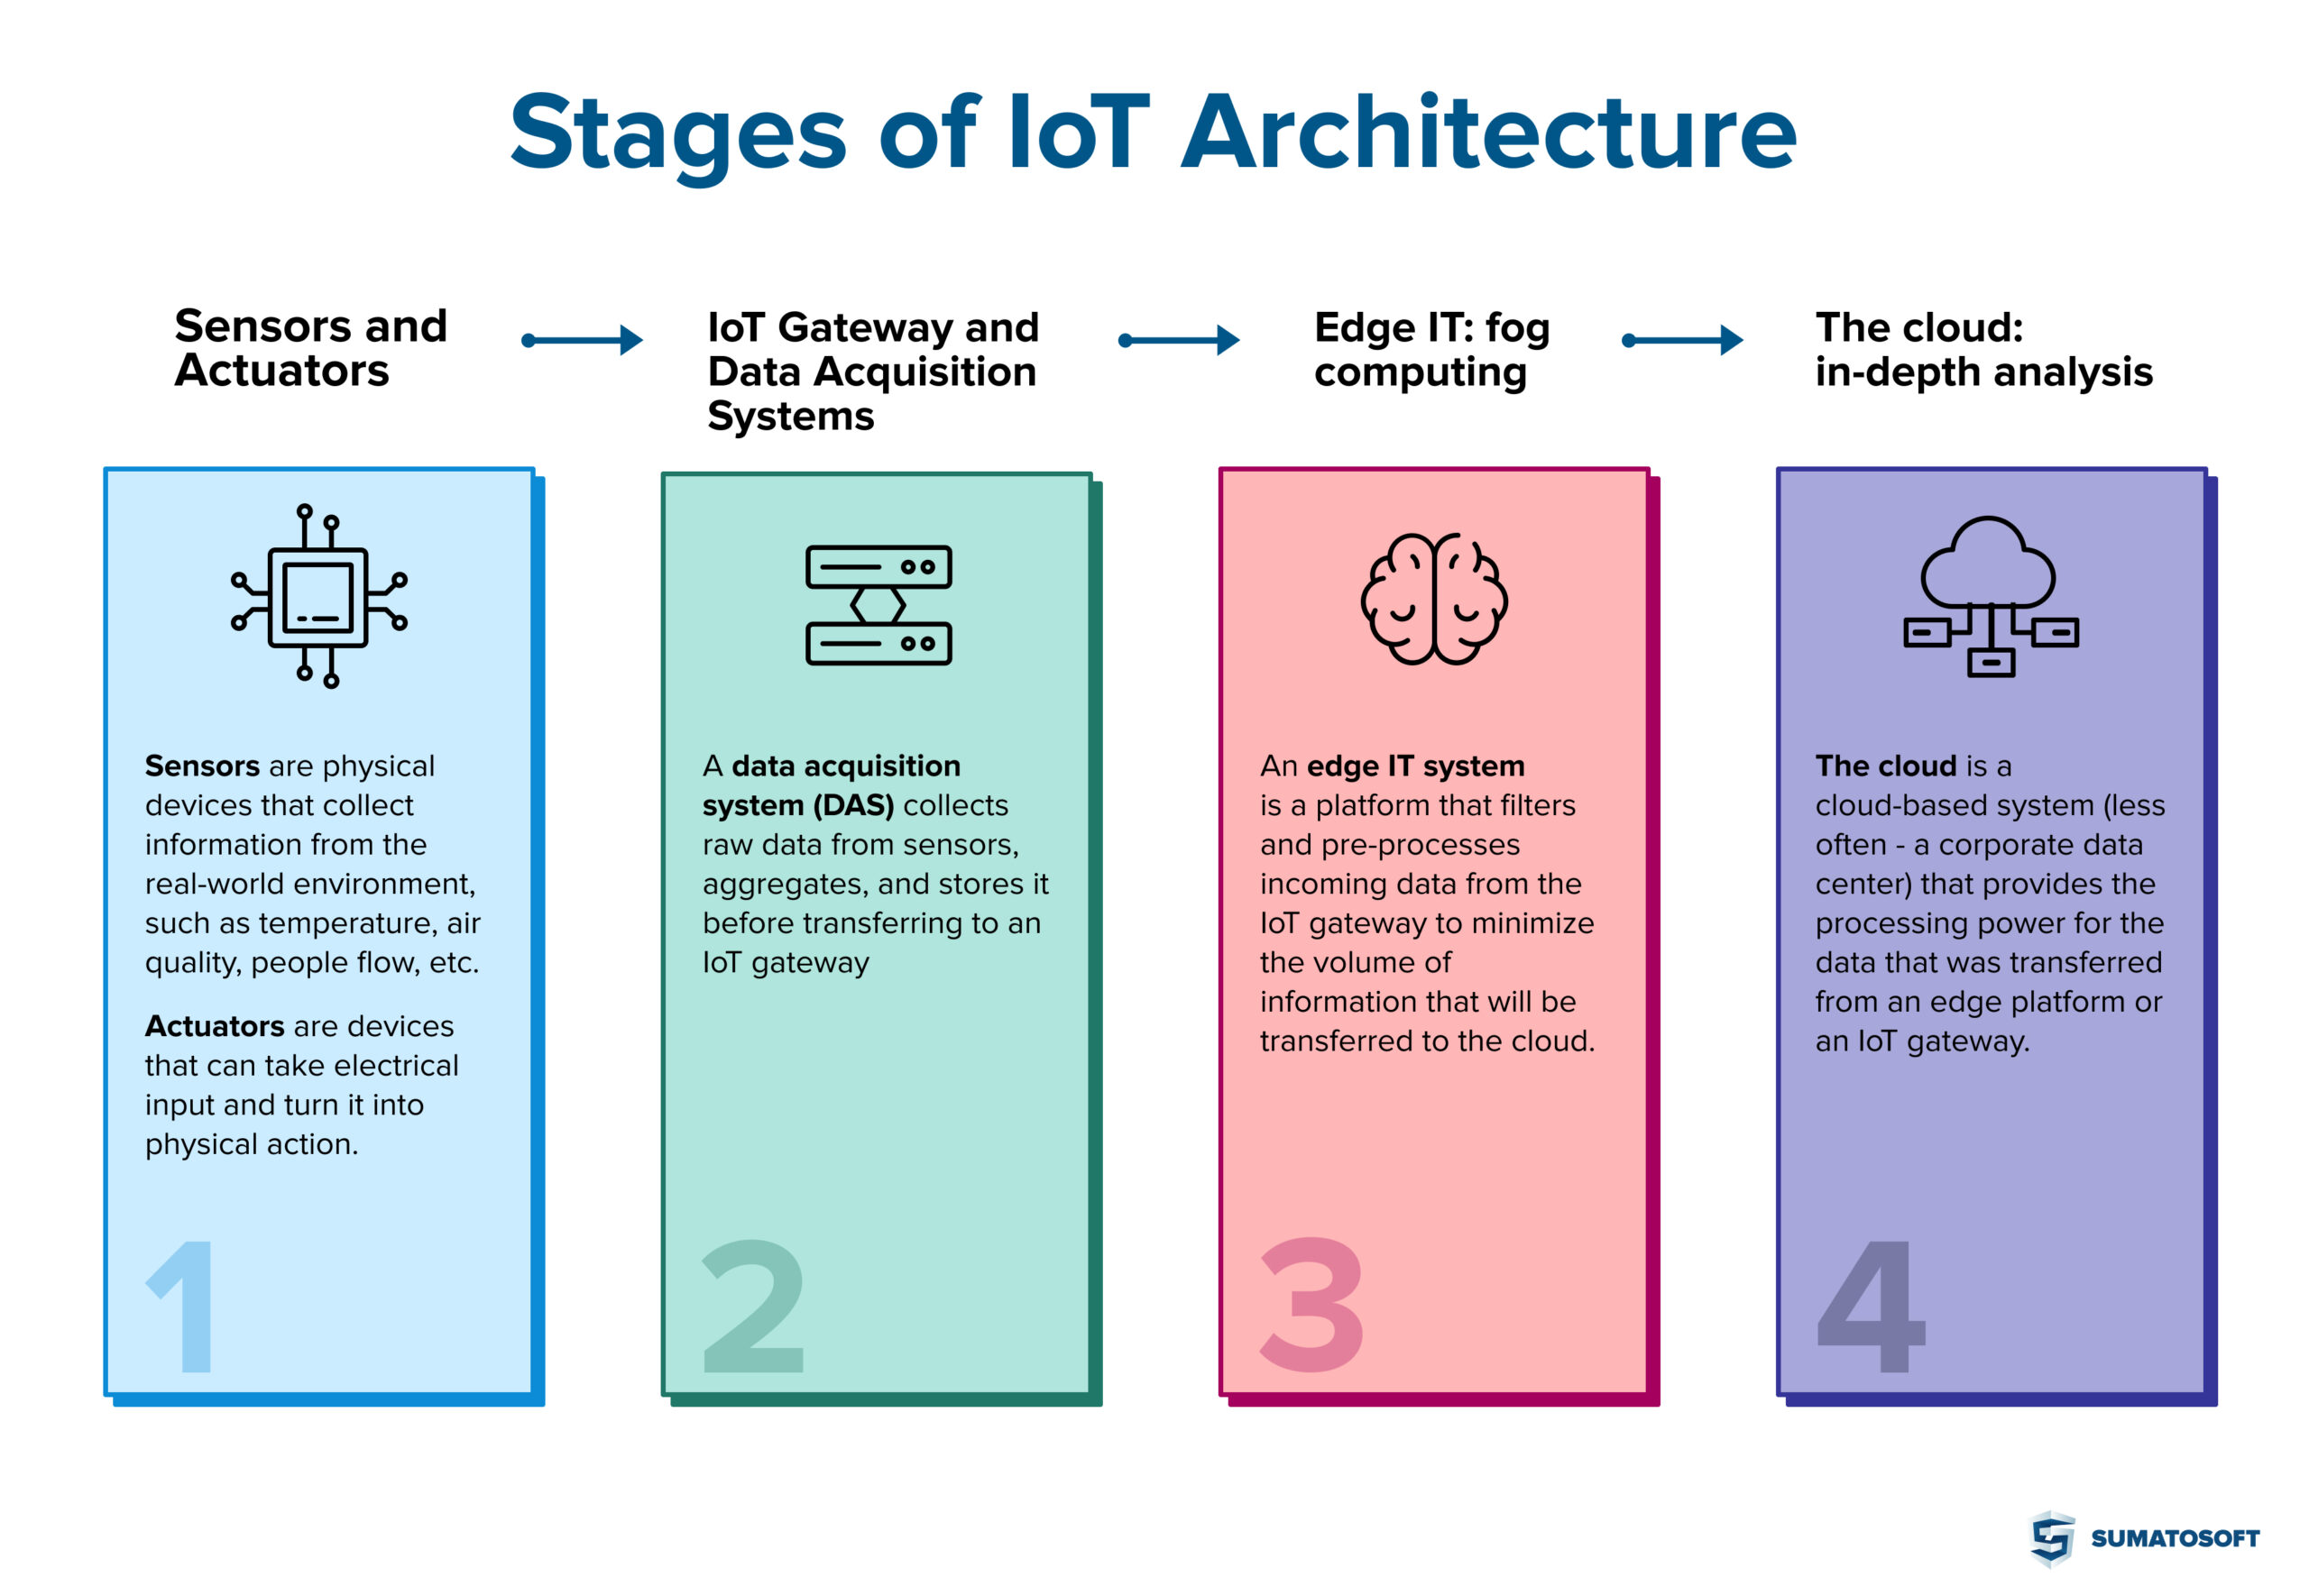 Stages of IoT Architecture
Sensors and
Actuators
IoT Gateway and
Data Acquisition
Systems
Edge IT: fog
computing
The cloud:
in-depth analysis
Sensors are physical
devices that collect
information from the
real-world environment,
such as temperature, air
quality, people flow, etc.
Actuators are devices
that can take electrical
input and turn it into
physical action.
1
A data acquisition
system (DAS) collects
raw data from sensors,
aggregates, and stores it
before transferring to an
IoT gateway
2
An edge IT system
is a platform that filters
and pre-processes
incoming data from the
IoT gateway to minimize
the volume of
information that will be
transferred to the cloud.
3
The cloud is a
cloud-based system (less
often - a corporate data
center) that provides the
processing power for the
data that was transferred
from an edge platform or
an IoT gateway.
4
SUMATOSOFT